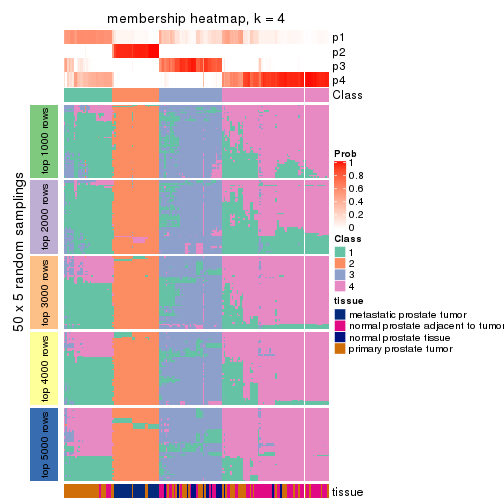 membership heatmap, k = 4
p1
p2
p3
p4
Class
50 x 5 random samplings
top 1000 rows
top 2000 rows
top 3000 rows
top 4000 rows
top 5000 rows
Prob
1
0.8
0.6
0.4
0.2
0
Class
1
2
3
4
tissue
metastatic prostate tumor
normal prostate adjacent to tumor
normal prostate tissue
primary prostate tumor
tissue